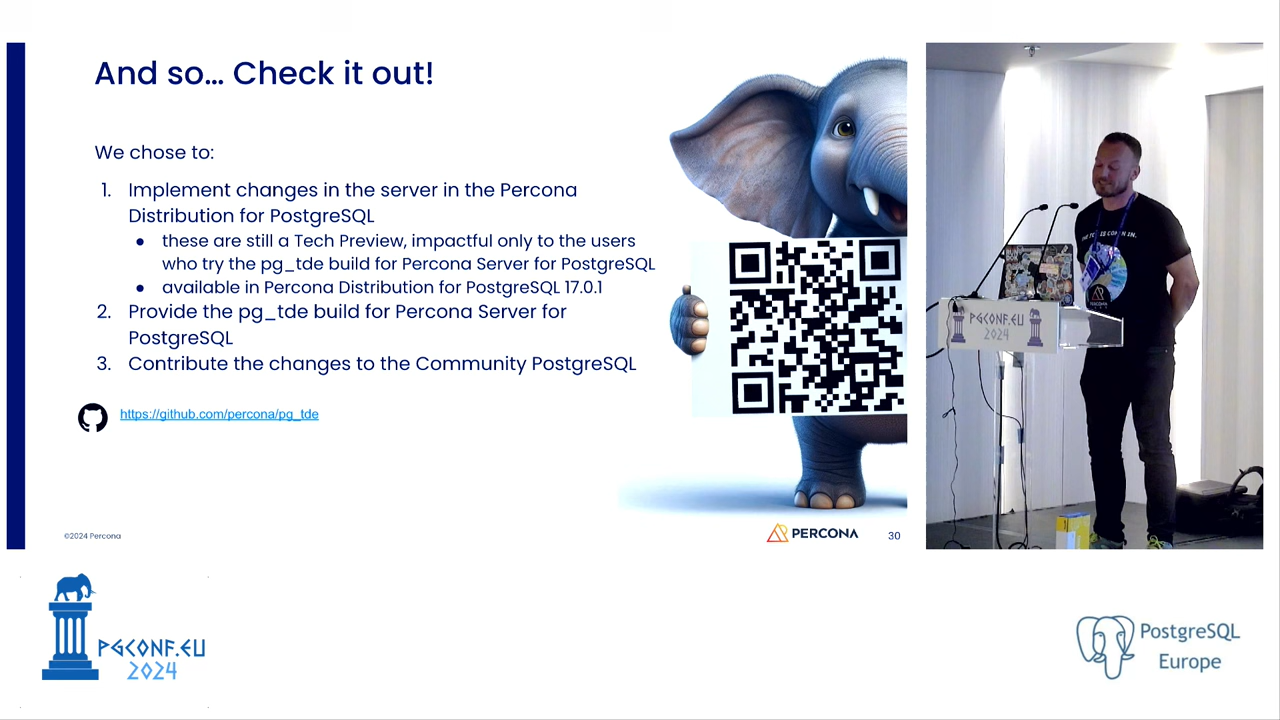 And so... Check it out!
We chose to:
1. Implement changes in the server in the Percona
Distribution for PostgreSQL
● these are still a Tech Preview, impactful only to the users
who try the pg_tde build for Percona Server for PostgreSQL
● available in Percona Distribution for PostgreSQL 17.0.1
2. Provide the pg_tde build for Percona Server for
PostgreSQL
3. Contribute the changes to the Community PostgreSQL
https://github.com/percona/pg_tde
©2024 Percona
PERCONA
30
PGCONF.EU
2024
PERCONA
PGCONF.EU
2024
PostgreSQL
Europe